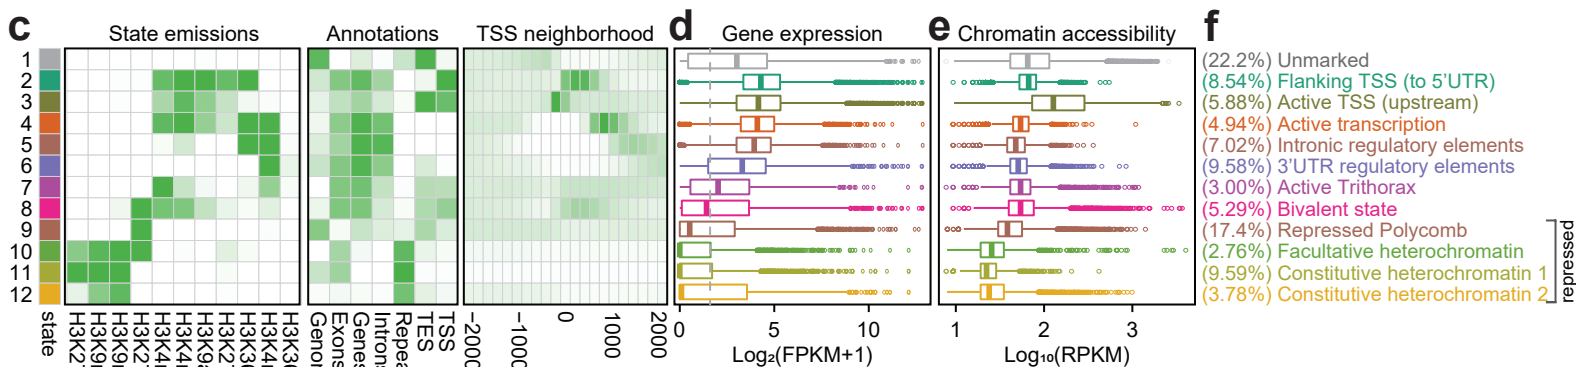 c
State emissions
Annotations
TSS neighborhood
d
Gene expression
e
Chromatin accessibility
f
1
2
3
4
5
6
7
8
9
10
11
12
state
Exons
Genes
Introns
TES
TSS
−2000
0
1000
2000
0
5
10
Log₂(FPKM+1)
1
2
3
Log₁₀(RPKM)
(22.2%) Unmarked
(8.54%) Flanking TSS (to 5'UTR)
(5.88%) Active TSS (upstream)
(4.94%) Active transcription
(7.02%) Intronic regulatory elements
(9.58%) 3'UTR regulatory elements
(3.00%) Active Trithorax
(5.29%) Bivalent state
(17.4%) Repressed Polycomb
(2.76%) Facultative heterochromatin
(9.59%) Constitutive heterochromatin 1
(3.78%) Constitutive heterochromatin 2
repressed